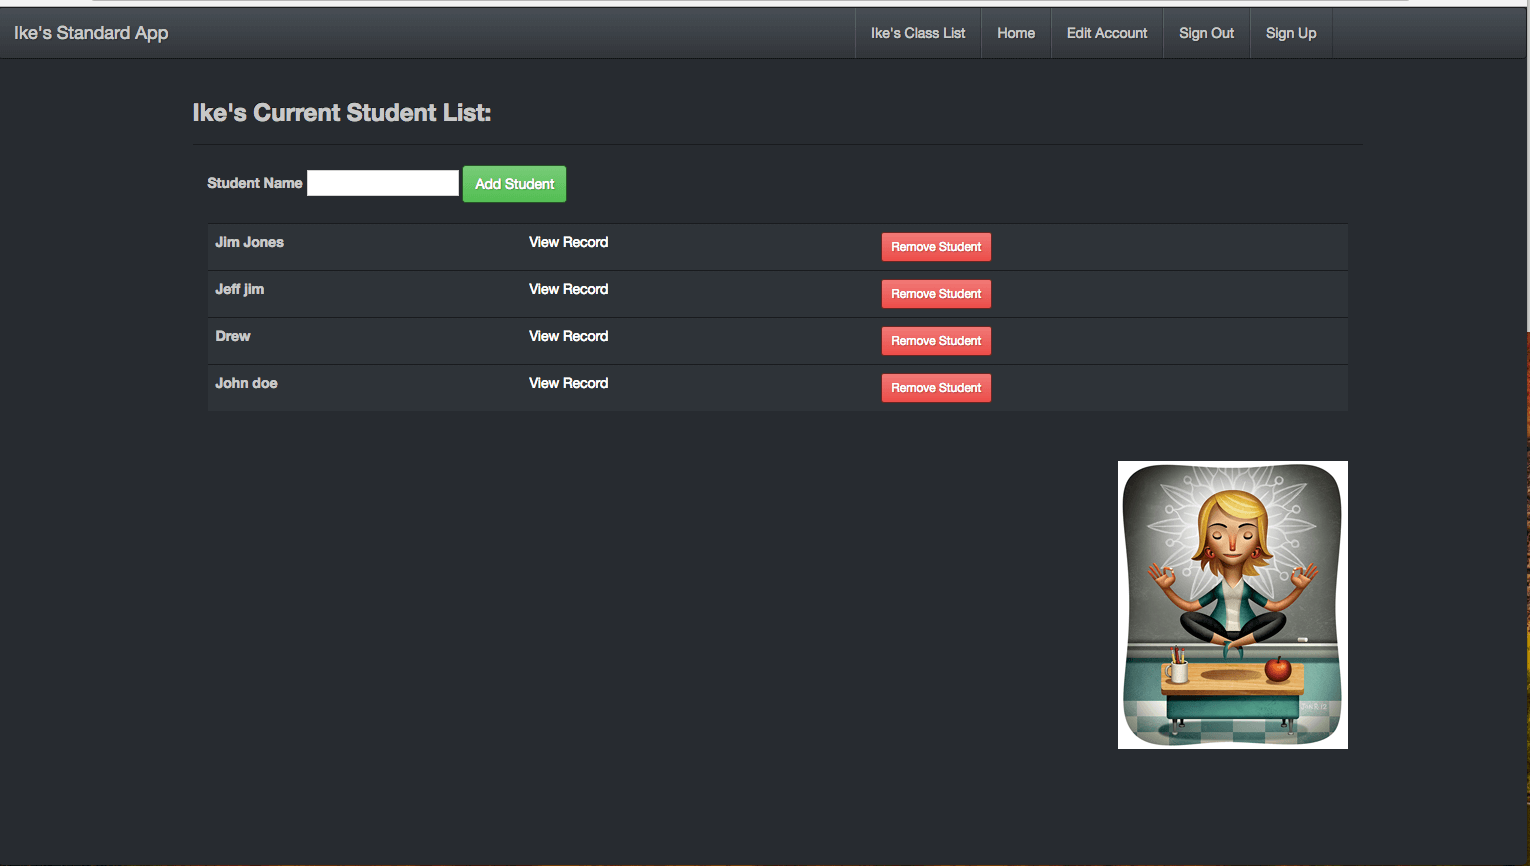 Ike's Standard App
Ike's Class List Home Edit Account Sign Out Sign Up
Ike's Current Student List:
Student Name Add Student
Jim Jones View Record Remove Student
Jeff jim View Record Remove Student
Drew View Record Remove Student
John doe View Record Remove Student